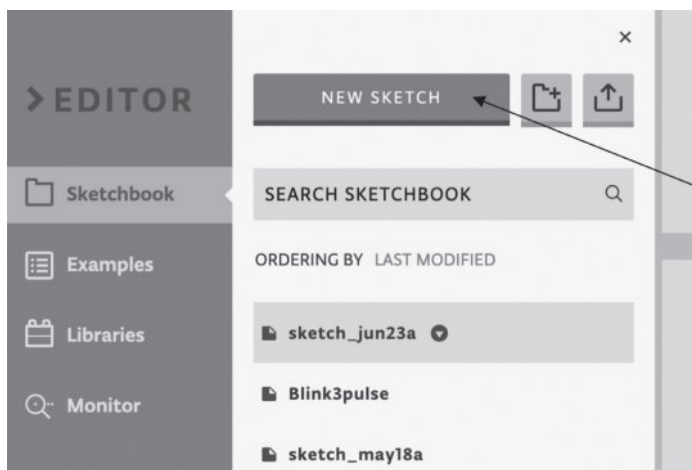 >EDITOR
Sketchbook
Examples
Libraries
Monitor
NEW SKETCH
SEARCH SKETCHBOOK
ORDERING BY LAST MODIFIED
sketch_jun23a
Blink3pulse
sketch_may18a